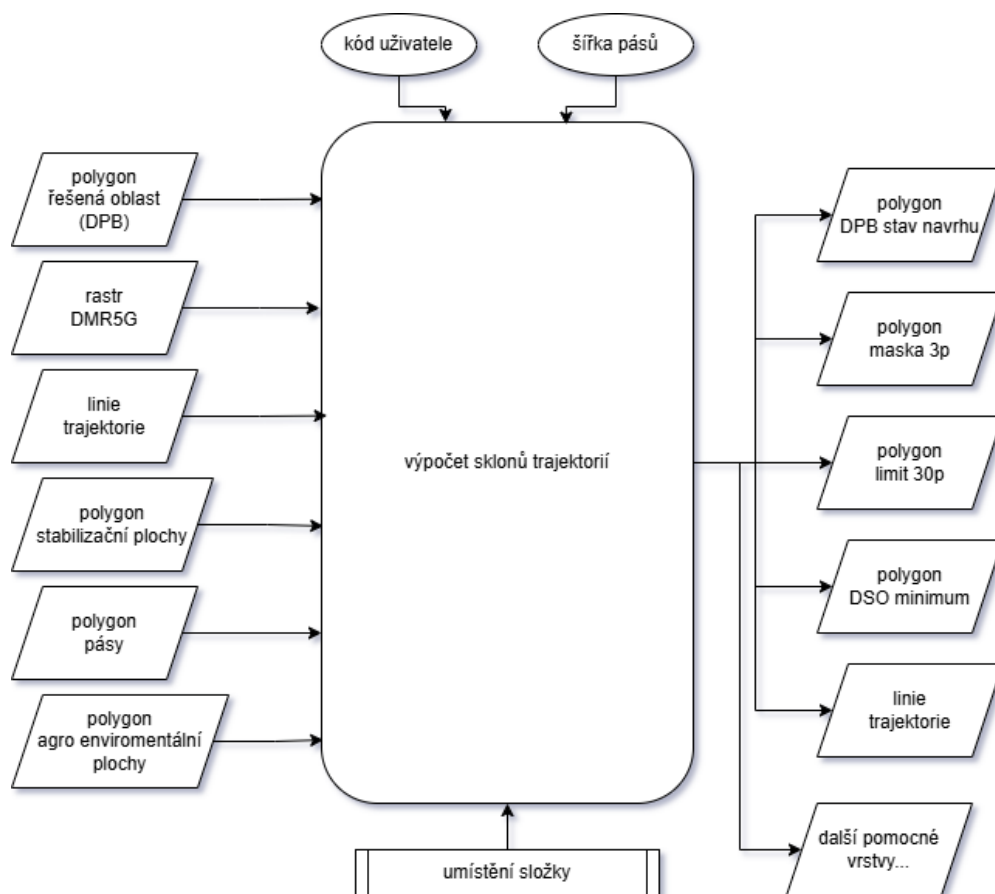 kód uživatele
šířka pásů
polygon
řešená oblast
(DPB)
rastr
DMR5G
linie
trajektorie
polygon
stabilizační plochy
polygon
pásy
polygon
agro enviromentální
plochy
výpočet sklonů trajektorií
umístění složky
polygon
DPB stav navrhu
polygon
maska 3p
polygon
limit 30p
polygon
DSO minimum
linie
trajektorie
další pomocné
vrstvy...